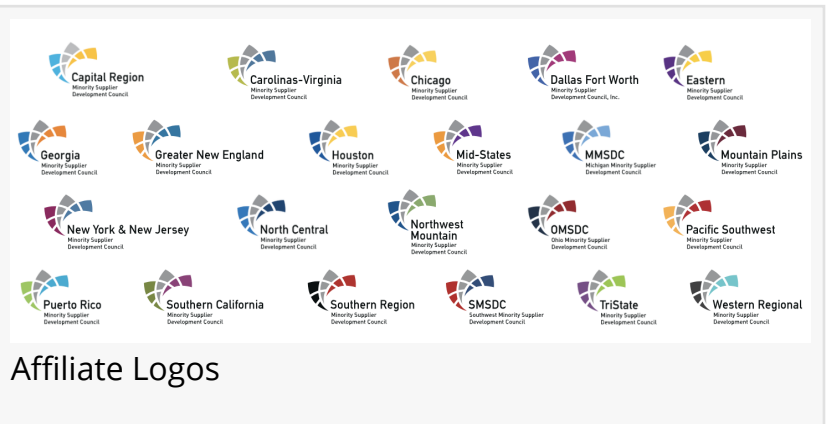 Capital Region
Minority Supplier
Development Council
Carolinas-Virginia
Minority Supplier
Development Council
Chicago
Minority Supplier
Development Council
Dallas Fort Worth
Minority Supplier
Development Council, Inc.
Eastern
Minority Supplier
Development Council
Georgia
Minority Supplier
Development Council
Greater New England
Minority Supplier
Development Council
Houston
Minority Supplier
Development Council
Mid-States
Minority Supplier
Development Council
MMSDC
Michigan Minority Supplier
Development Council
Mountain Plains
Minority Supplier
Development Council
New York & New Jersey
Minority Supplier
Development Council
North Central
Minority Supplier
Development Council
Northwest
Mountain
Minority Supplier
Development Council
OMSDC
Ohio Minority Supplier
Development Council
Pacific Southwest
Minority Supplier
Development Council
Puerto Rico
Minority Supplier
Development Council
Southern California
Minority Supplier
Development Council
Southern Region
Minority Supplier
Development Council
SMSDC
Southwest Minority Supplier
Development Council
TriState
Minority Supplier
Development Council
Western Regional
Minority Supplier
Development Council
Affiliate Logos